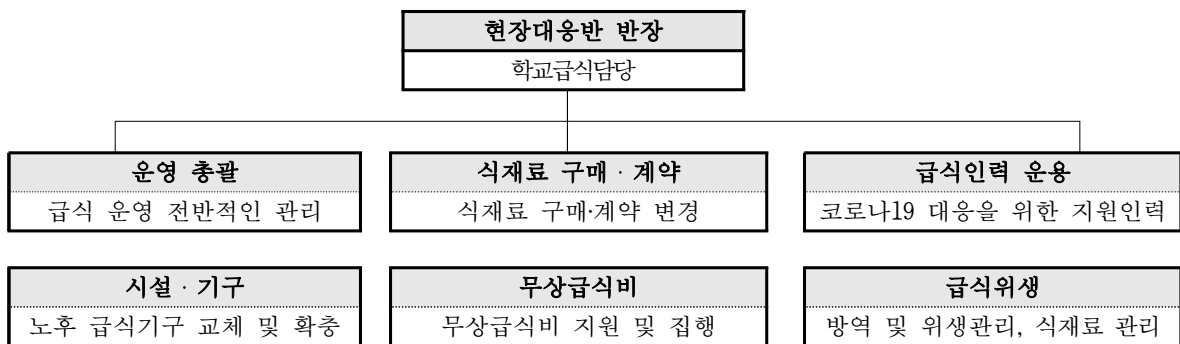 현장대응반 반장
학교급식담당
운영 총괄
급식 운영 전반적인 관리
식재료 구매 · 계약
식재료 구매·계약 변경
급식인력 운용
코로나19 대응을 위한 지원인력
시설 · 기구
노후 급식기구 교체 및 확충
무상급식비
무상급식비 지원 및 집행
급식위생
방역 및 위생관리, 식재료 관리